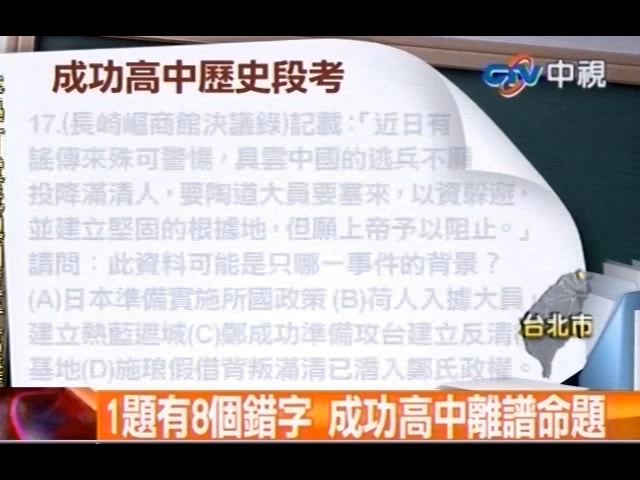 成功高中歷史段考
CTV中視
17.(長崎嶇商館決議錄)記載：「近日有
謠傳來殊可警惕，具雲中國的逃兵不願
投降滿清人，要陶道大員要塞來，以資躲避，
並建立堅固的根據地，但願上帝予以阻止。」
請問：此資料可能是只哪一事件的背景？
(A)日本準備實施所國政策 (B)荷人入據大員，
建立熱藍遮城(C)鄭成功準備攻台建立反清
基地(D)施琅假借背叛滿清已潛入鄭氏政權。
台北市
1題有8個錯字 成功高中離譜命題